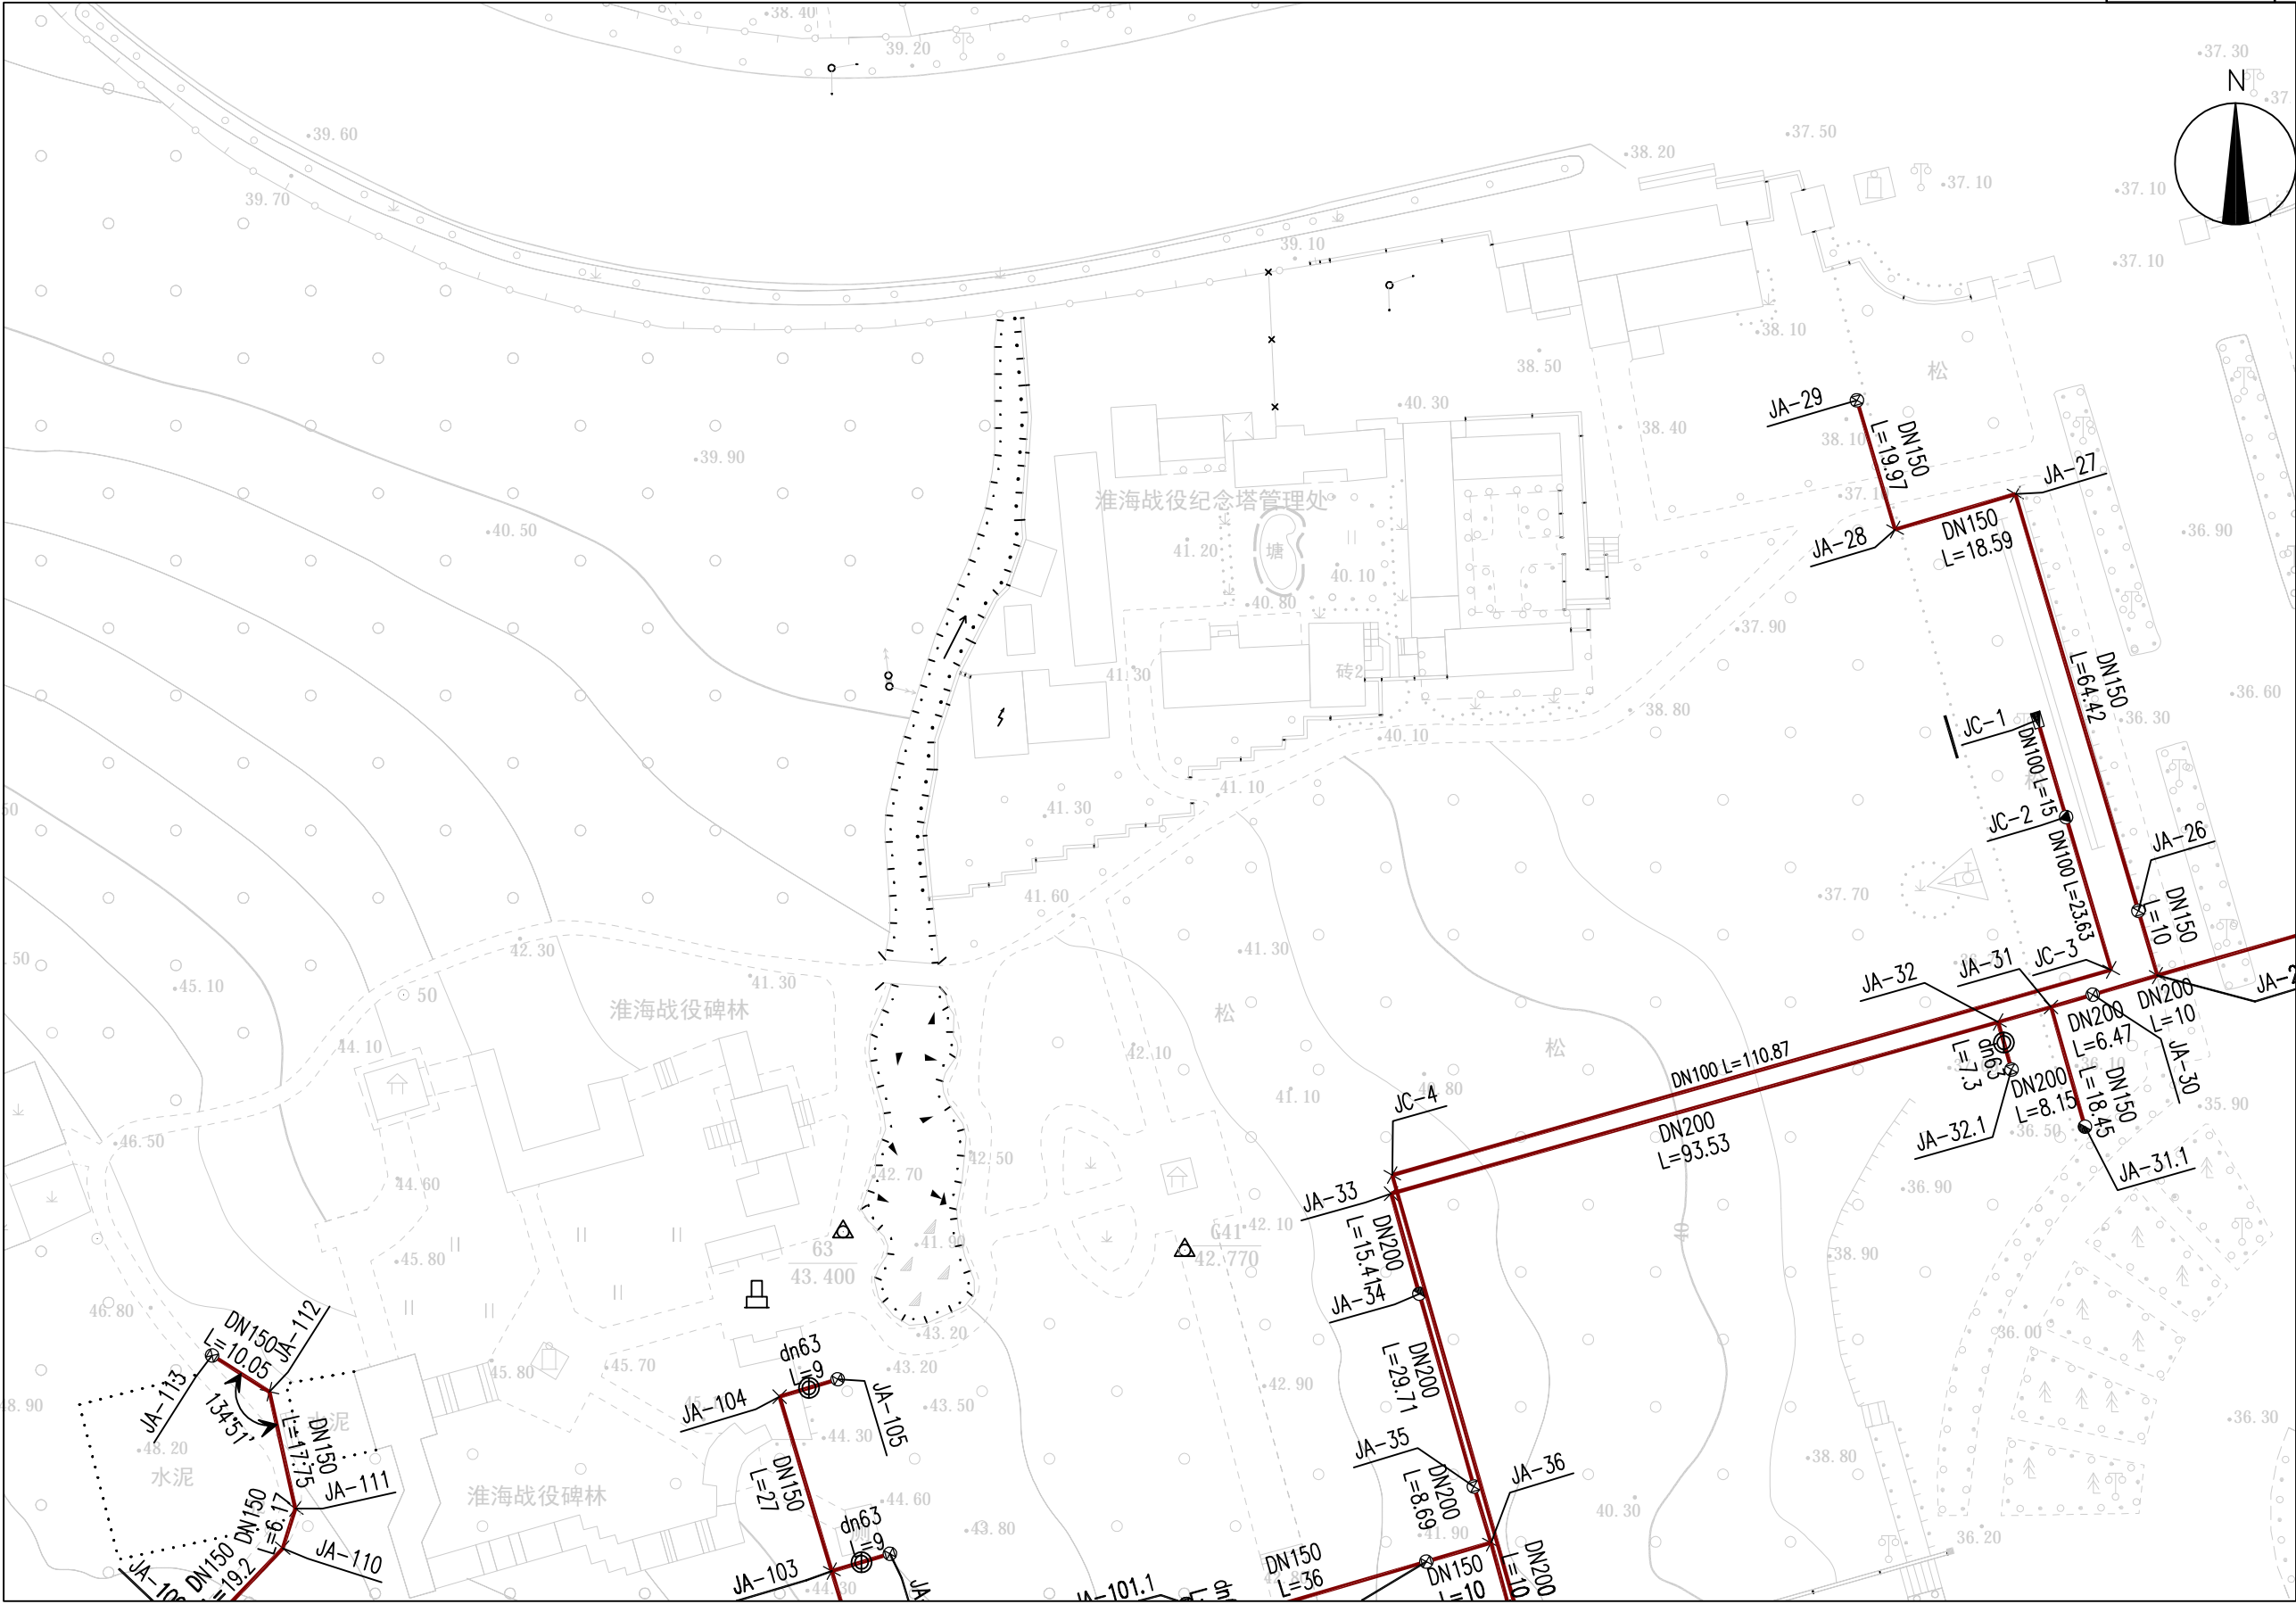 38.40
39.20
37.30
N
39.60
37.50
38.20
37.10
37.10
39.70
39.10
37.10
38.10
38.50
松
40.30
JA-29
38.40
38.10
DN150
L=19.97
39.90
JA-27
淮海战役纪念塔管理处
DN150
L=18.59
JA-28
36.90
40.50
41.20
塘
40.10
40.80
37.90
41.30
砖2
DN150
L=64.42
36.60
38.80
36.30
40.10
JC-1
DN100 L=15
41.10
41.30
JC-2
JA-26
DN100 L=23.63
41.60
37.70
DN150
L=10
42.30
41.30
JC-3
JA-31
JA-32
41.30
45.10
50
淮海战役碑林
松
松
DN200
L=10
DN200
L=6.47
44.10
42.10
DN100 L=110.87
dn63
L=7.3
JA-30
41.10
JC-4
DN200
L=8.15
DN150
L=18.45
35.90
46.50
DN200
L=93.53
JA-32.1
36.50
JA-31.1
42.50
42.70
44.60
36.90
JA-33
DN200
L=15.41
40
G41
42.770
42.10
63
43.400
41.90
45.80
38.90
46.80
JA-34
DN150
L=10.05
JA-112
43.20
36.00
dn63
L=9
45.80
45.70
43.20
DN200
L=29.71
JA-113
134°51'
JA-104
JA-105
43.50
42.90
36.30
水泥
DN150
L=17.75
44.30
48.20
水泥
JA-35
38.80
JA-36
DN150
L=27
JA-111
淮海战役碑林
DN200
L=8.69
44.60
40.30
DN150
L=6.17
dn63
L=9
43.80
41.90
36.20
JA-110
DN150
L=36
DN150
L=10
DN200
L=10
JA-103
DN150
L=19.2
44.30
JA-101.1